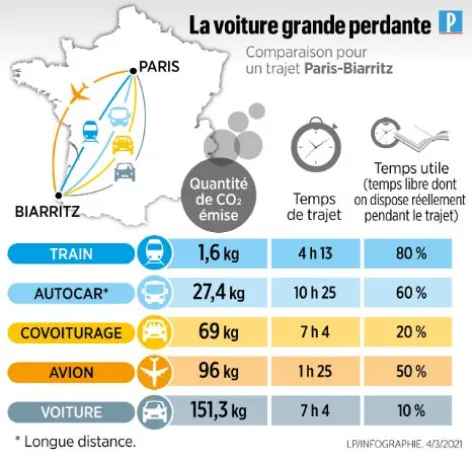 La voiture grande perdante P
Comparaison pour
un trajet Paris-Biarritz
PARIS
BIARRITZ
Quantité
de CO₂
émise
Temps
de trajet
Temps utile
(temps libre dont
on dispose réellement
pendant le trajet)
TRAIN 1,6 kg 4 h 13 80 %
AUTOCAR* 27,4 kg 10 h 25 60 %
COVOITURAGE 69 kg 7 h 4 20 %
AVION 96 kg 1 h 25 50 %
VOITURE 151,3 kg 7 h 4 10 %
* Longue distance.
LP/INFOGRAPHIE. 4/3/2021